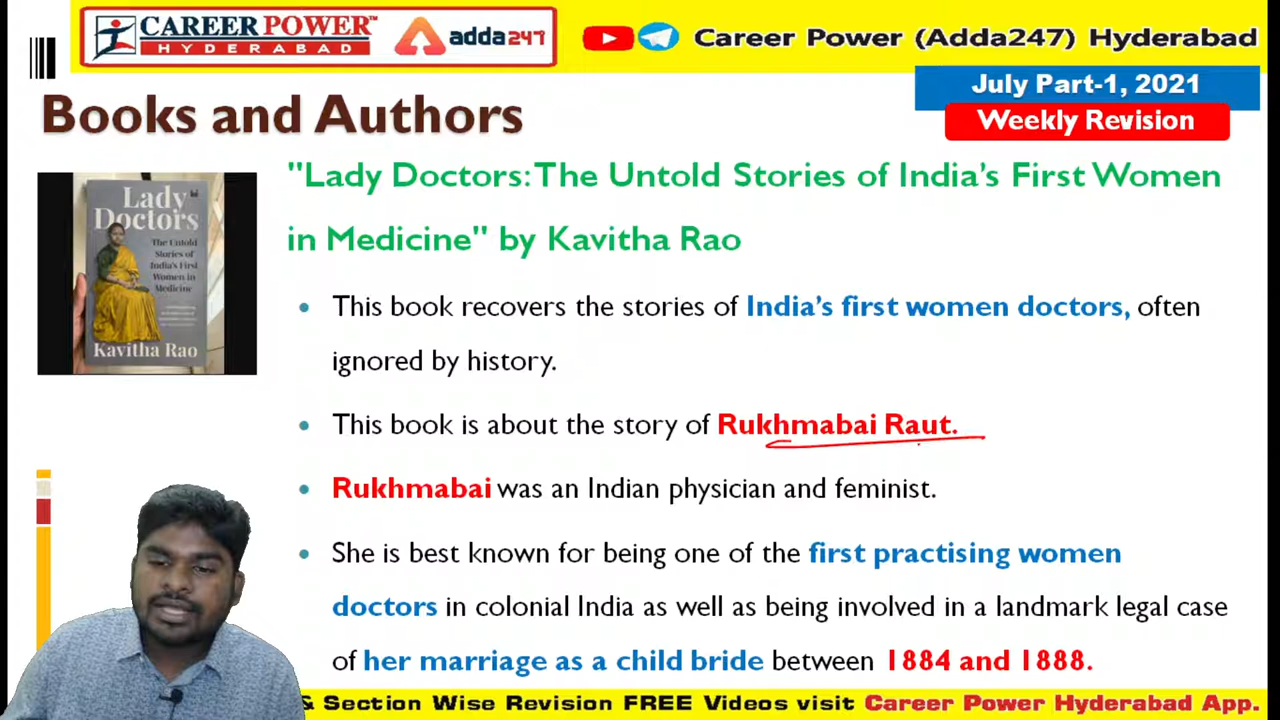 CAREER POWER™
HYDERABAD
adda247
Career Power (Adda247) Hyderabad
July Part-1, 2021
Weekly Revision
Books and Authors
"Lady Doctors: The Untold Stories of India's First Women
in Medicine" by Kavitha Rao
Lady
Doctors
The Untold
Stories of
India's First
Women in
Medicine
Kavitha Rao
• This book recovers the stories of India's first women doctors, often
ignored by history.
• This book is about the story of Rukhmabai Raut.
• Rukhmabai was an Indian physician and feminist.
• She is best known for being one of the first practising women
doctors in colonial India as well as being involved in a landmark legal case
of her marriage as a child bride between 1884 and 1888.
& Section Wise Revision FREE Videos visit Career Power Hyderabad App.